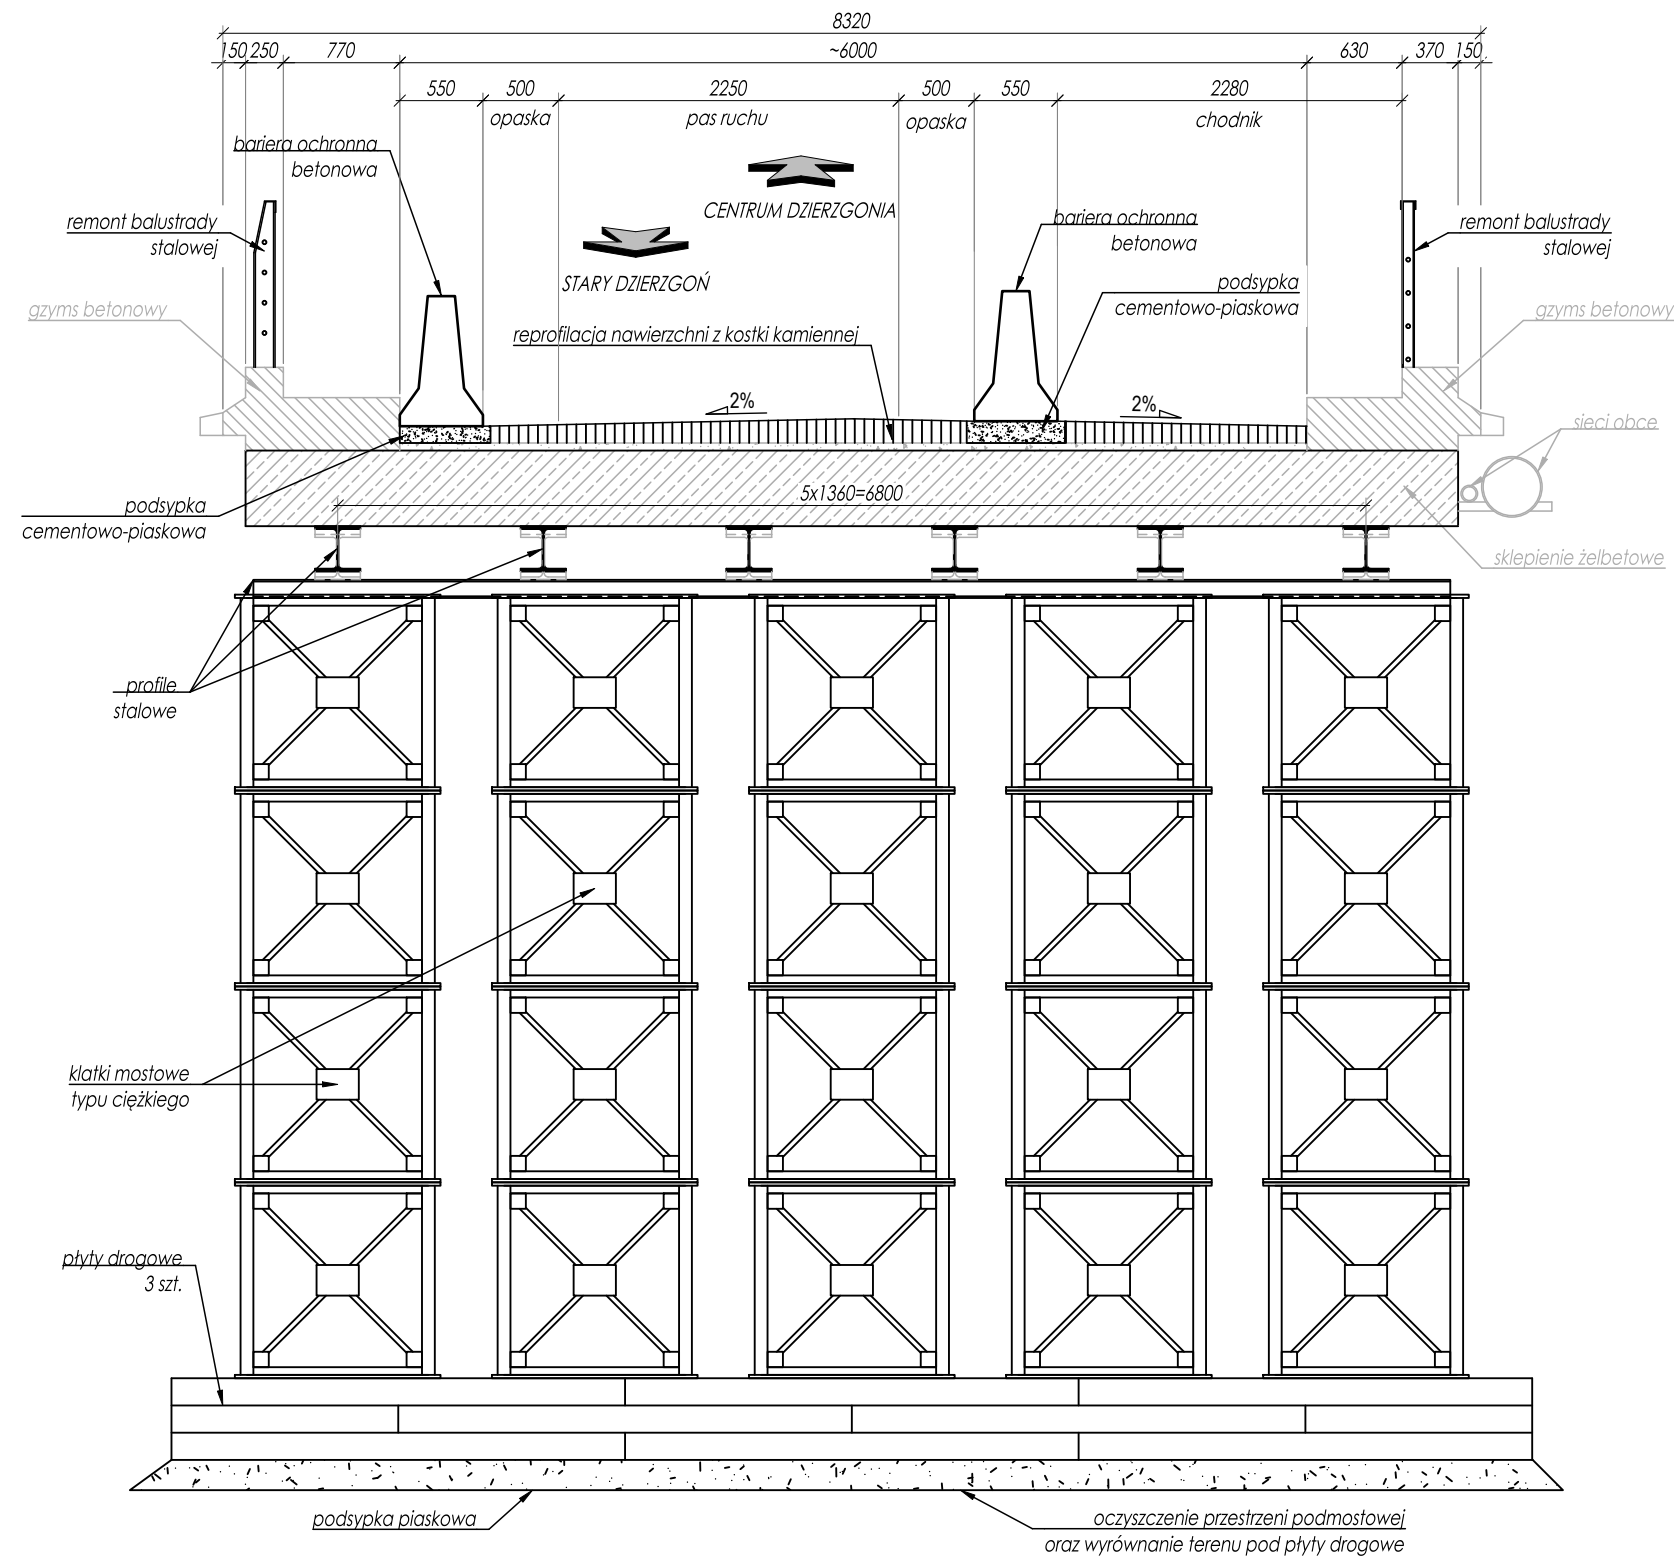 8320
150 250 770 ~6000 630 370 150
550 500 2250 500 550 2280
opaska pas ruchu opaska chodnik
bariera ochronna
betonowa
CENTRUM DZIERZGONIA
STARY DZIERZGOŃ
remont balustrady
stalowej
bariera ochronna
betonowa
remont balustrady
stalowej
podsypka
cementowo-piaskowa
gzyms betonowy
gzyms betonowy
reprofilacja nawierzchni z kostki kamiennej
2%
2%
sieci obce
5x1360=6800
podsypka
cementowo-piaskowa
sklepienie żelbetowe
profile
stalowe
klatki mostowe
typu ciężkiego
płyty drogowe
3 szt.
podsypka piaskowa
oczyszczenie przestrzeni podmostowej
oraz wyrównanie terenu pod płyty drogowe